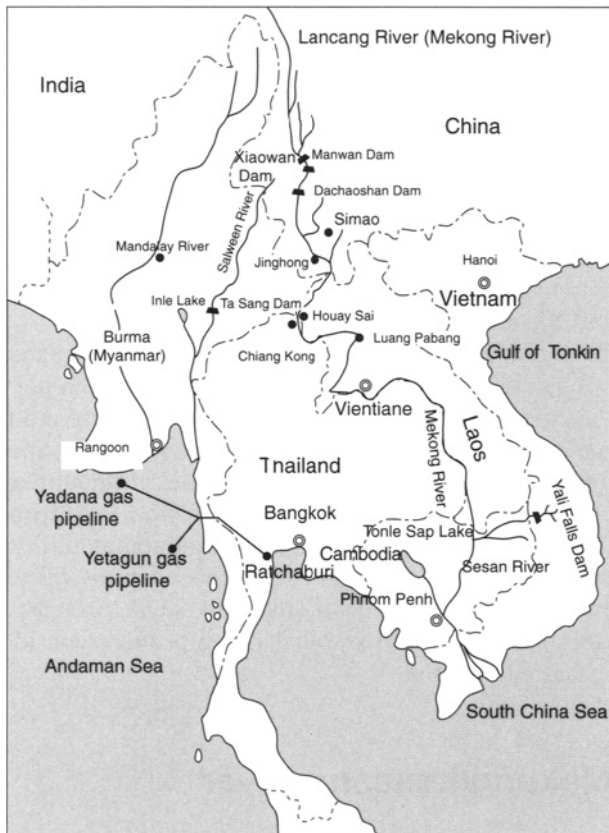 Lancang River (Mekong River)
India
China
Xiaowan
Dam
Manwan Dam
Dachaoshan Dam
Salween River
Simao
Mandalay River
Jinghong
Hanoi
Vietnam
Inle Lake
Ta Sang Dam
Houay Sai
Burma
(Myanmar)
Chiang Kong
Luang Pabang
Gulf of Tonkin
Vientiane
Rangoon
Mekong River
Laos
Tnailand
Yadana gas
pipeline
Bangkok
Tonle Sap Lake
Yali Falls Dam
Yetagun gas
pipeline
Ratchaburi
Cambodia
Sesan River
Phnom Penh
Andaman Sea
South China Sea